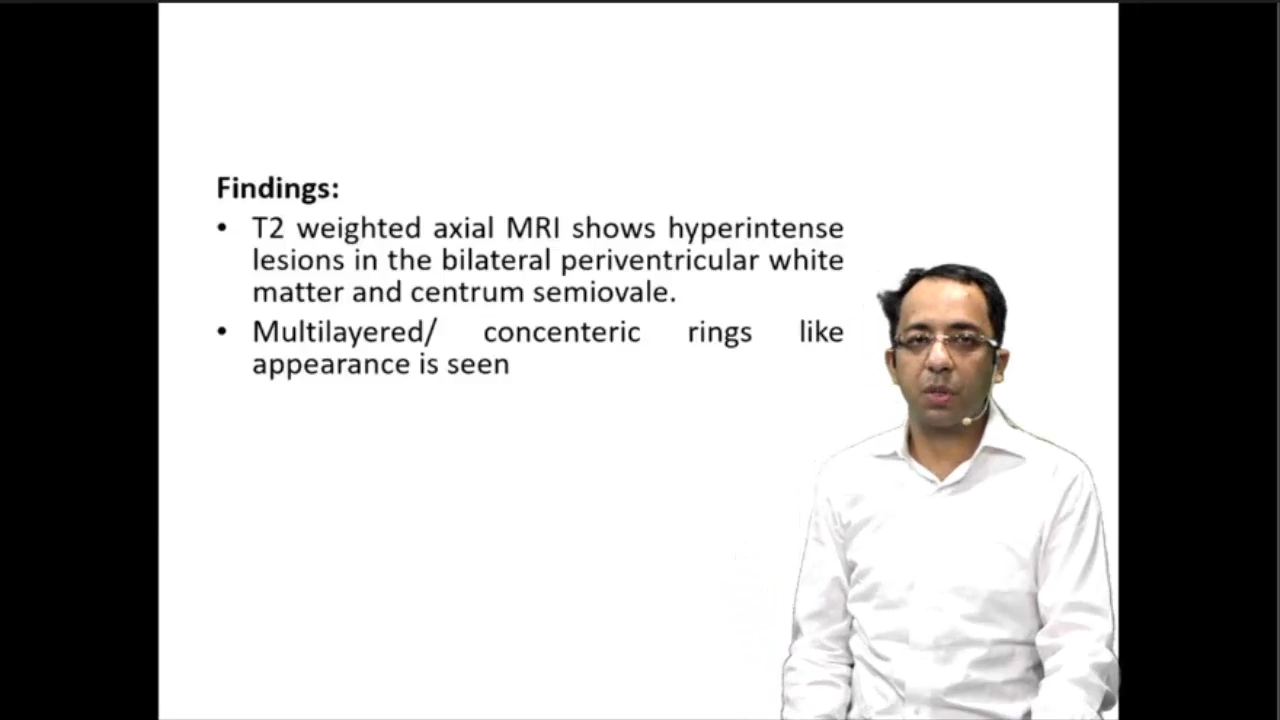 Findings:
• T2 weighted axial MRI shows hyperintense
lesions in the bilateral periventricular white
matter and centrum semiovale.
• Multilayered/ concenteric rings like
appearance is seen